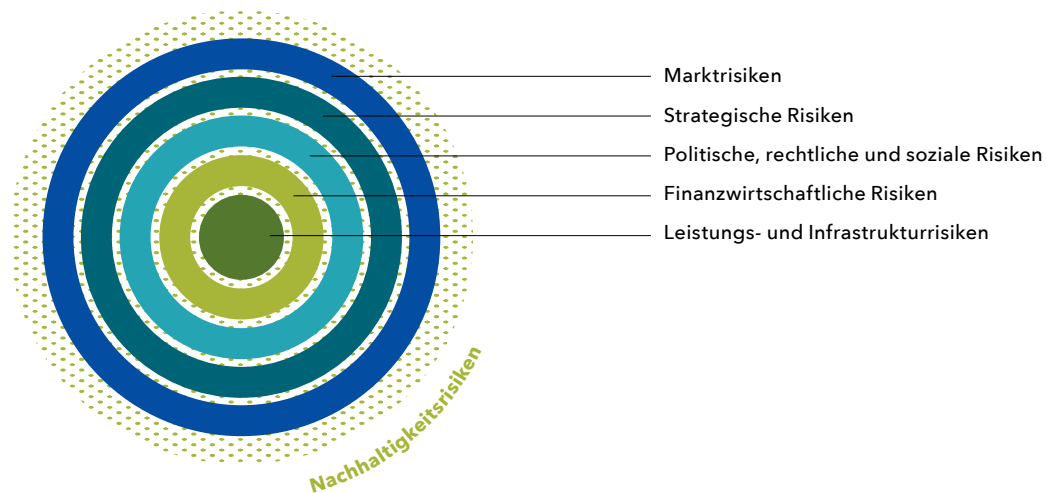 Marktrisiken
Strategische Risiken
Politische, rechtliche und soziale Risiken
Finanzwirtschaftliche Risiken
Leistungs- und Infrastrukturrisiken
Nachhaltigkeitsrisiken